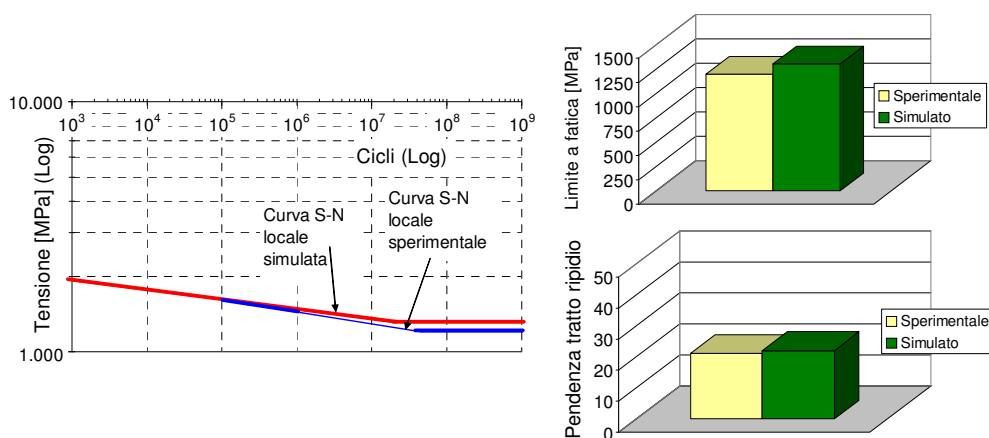 10.000
10³ 10⁴ 10⁵ 10⁶ 10⁷ 10⁸ 10⁹
Cicli (Log)
Tensione [MPa] (Log)
Curva S-N
locale
simulata
Curva S-N
locale
sperimentale
1.000
Limite a fatica [MPa]
1500
1250
1000
750
500
250
0
Sperimentale
Simulato
Pendenza tratto ripidio
50
40
30
20
10
0
Sperimentale
Simulato